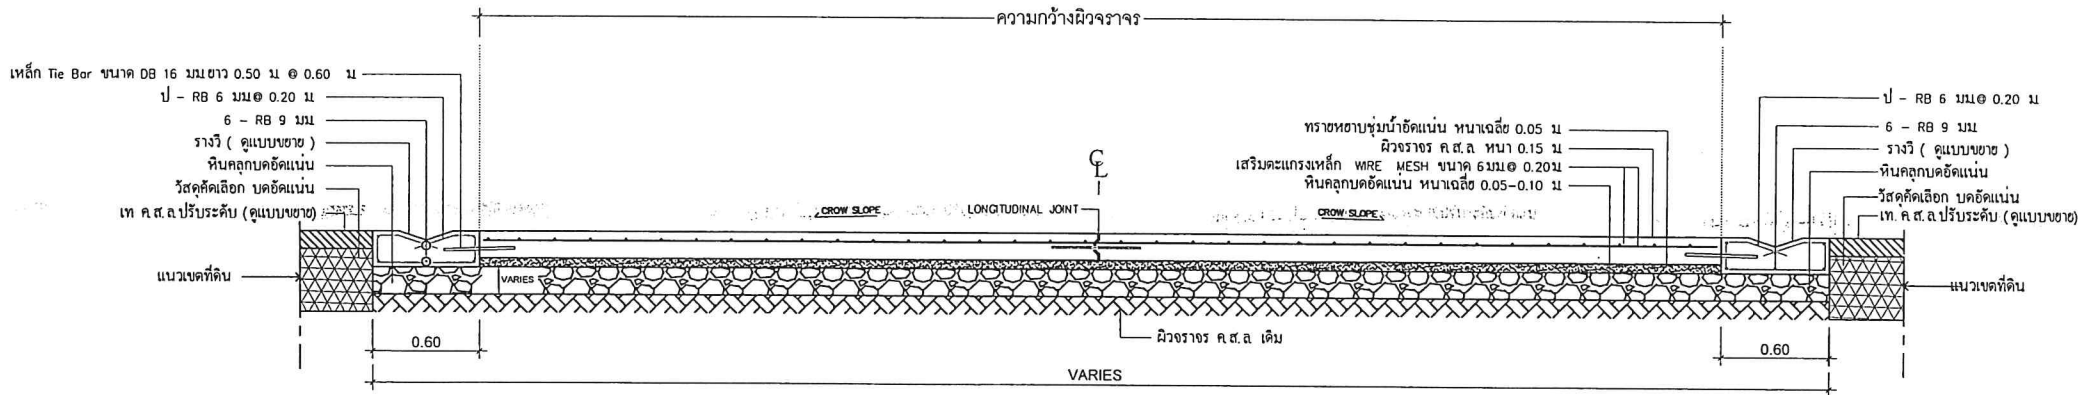 ความกว้างผิวจราจร
เหล็ก Tie Bar ขนาด DB 16 มม ยาว 0.50 ม @ 0.60 ม
ป - RB 6 มม @ 0.20 ม
6 - RB 9 มม
รางวี ( ดูแบบขยาย )
หินคลุกบดอัดแน่น
วัสดุคัดเลือก บดอัดแน่น
เท ค.ส.ล ปรับระดับ (ดูแบบขยาย)
แนวเขตที่ดิน
CROW SLOPE
LONGITUDINAL JOINT
C L
ทรายหยาบชุ่มน้ำอัดแน่น หนาเฉลี่ย 0.05 ม
ผิวจราจร ค.ส.ล หนา 0.15 ม
เสริมตะแกรงเหล็ก WIRE MESH ขนาด 6 มม @ 0.20 ม
หินคลุกบดอัดแน่น หนาเฉลี่ย 0.05-0.10 ม
CROW SLOPE
ป - RB 6 มม @ 0.20 ม
6 - RB 9 มม
รางวี ( ดูแบบขยาย )
หินคลุกบดอัดแน่น
วัสดุคัดเลือก บดอัดแน่น
เท. ค.ส.ล ปรับระดับ (ดูแบบขยาย)
แนวเขตที่ดิน
VARIES
ผิวจราจร ค.ส.ล เดิม
0.60
0.60
VARIES